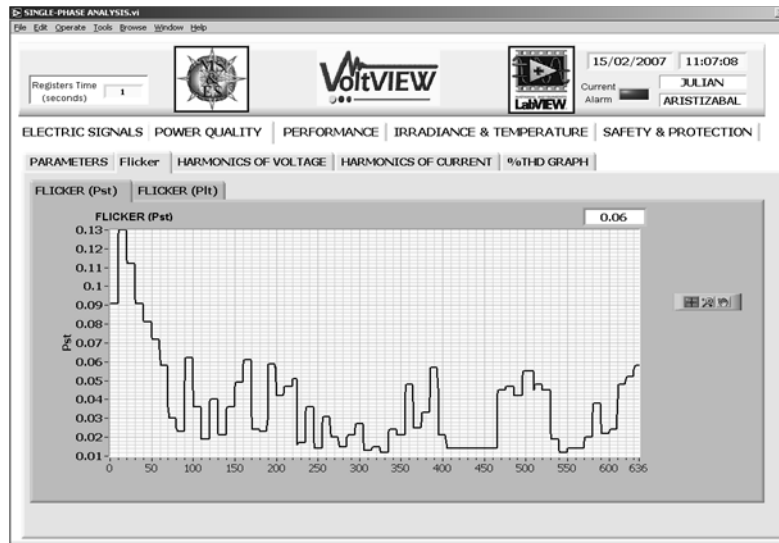 SINGLE-PHASE ANALYSIS.vi
File Edit Operate Tools Browse Window Help
Registers Time
(seconds)
1
MS
&
ES
VoltVIEW
LabVIEW
15/02/2007 11:07:08
Current
Alarm
JULIAN
ARISTIZABAL
ELECTRIC SIGNALS POWER QUALITY PERFORMANCE IRRADIANCE & TEMPERATURE SAFETY & PROTECTION
PARAMETERS Flicker HARMONICS OF VOLTAGE HARMONICS OF CURRENT %THD GRAPH
FLICKER (Pst) FLICKER (Plt)
FLICKER (Pst)
0.06
0.13
0.12
0.11
0.1
0.09
0.08
0.07
0.06
0.05
0.04
0.03
0.02
0.01
Pst
0 50 100 150 200 250 300 350 400 450 500 550 600 636